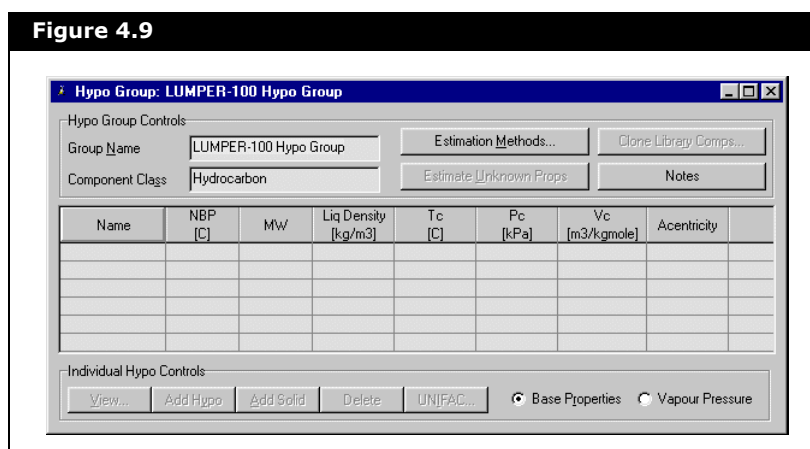 Figure 4.9
Hypo Group: LUMPER-100 Hypo Group
Hypo Group Controls
Group Name LUMPER-100 Hypo Group Estimation Methods... Clone Library Comps...
Component Class Hydrocarbon Estimate Unknown Props Notes
Name NBP [C] MW Liq Density [kg/m3] Tc [C] Pc [kPa] Vc [m3/kgmole] Acentricity
Individual Hypo Controls
View... Add Hypo Add Solid Delete UNIFAC... Base Properties Vapour Pressure